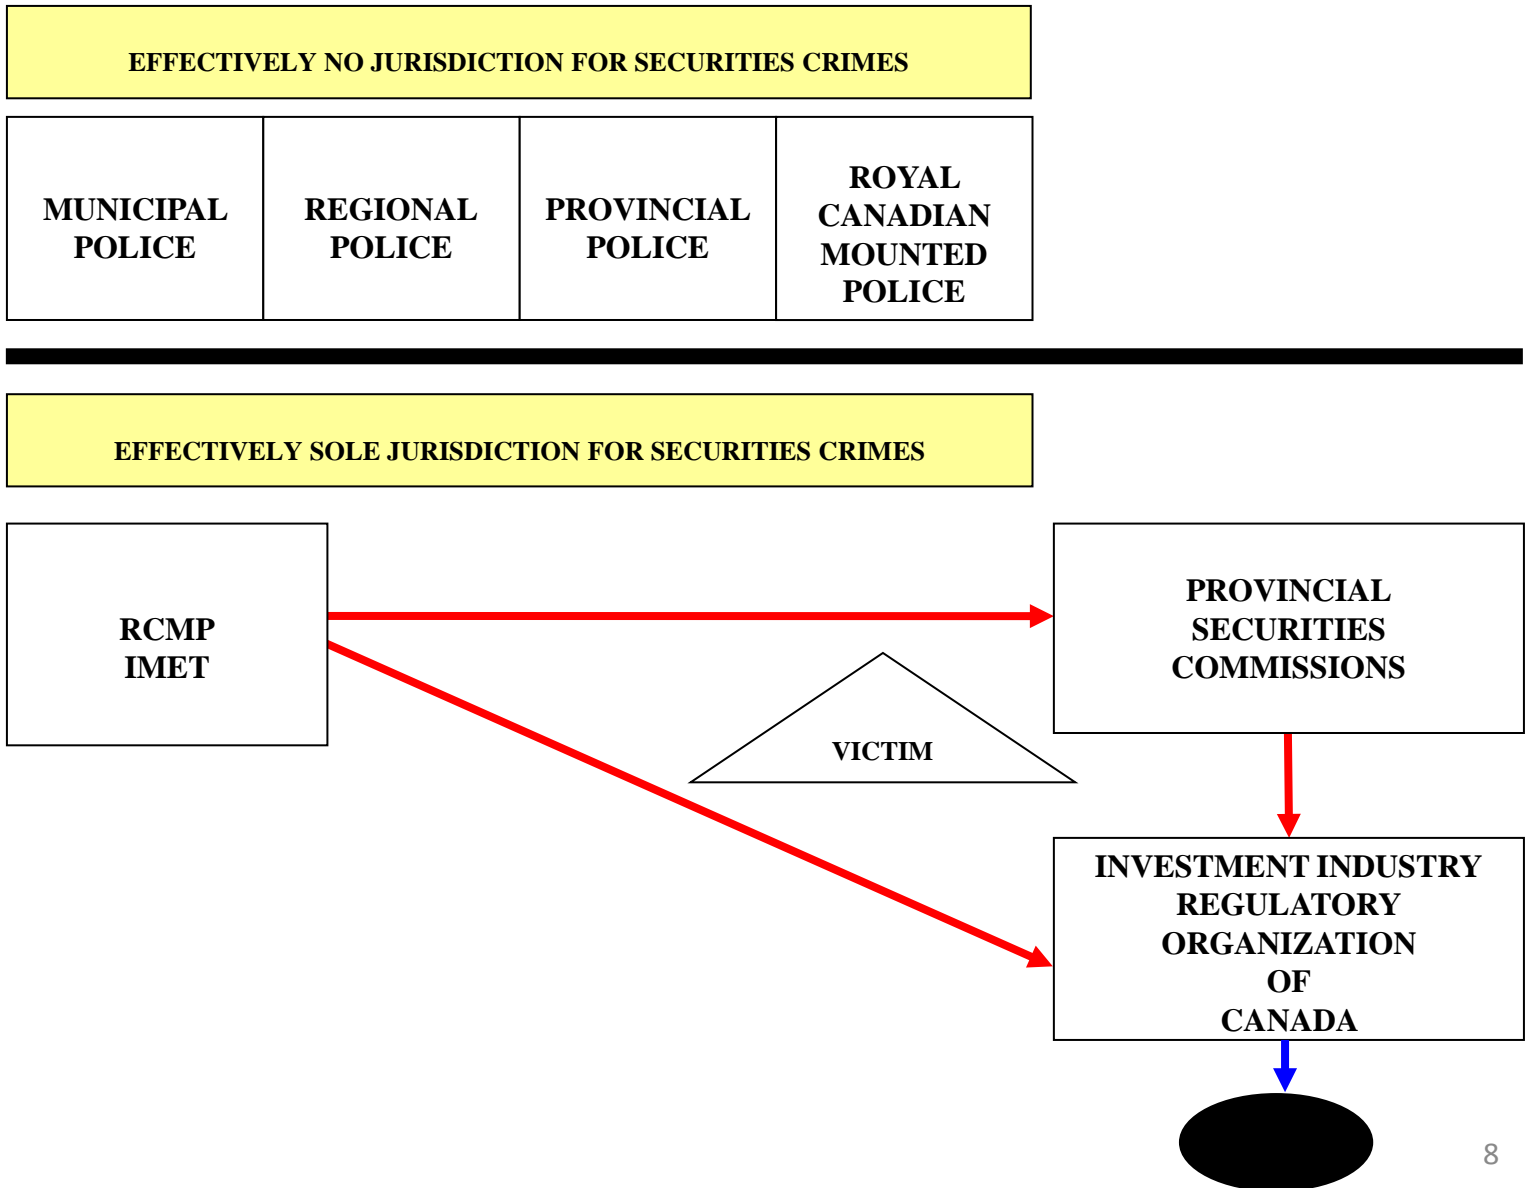 EFFECTIVELY NO JURISDICTION FOR SECURITIES CRIMES
MUNICIPAL
POLICE
REGIONAL
POLICE
PROVINCIAL
POLICE
ROYAL
CANADIAN
MOUNTED
POLICE
EFFECTIVELY SOLE JURISDICTION FOR SECURITIES CRIMES
RCMP
IMET
PROVINCIAL
SECURITIES
COMMISSIONS
VICTIM
INVESTMENT INDUSTRY
REGULATORY
ORGANIZATION
OF
CANADA
8